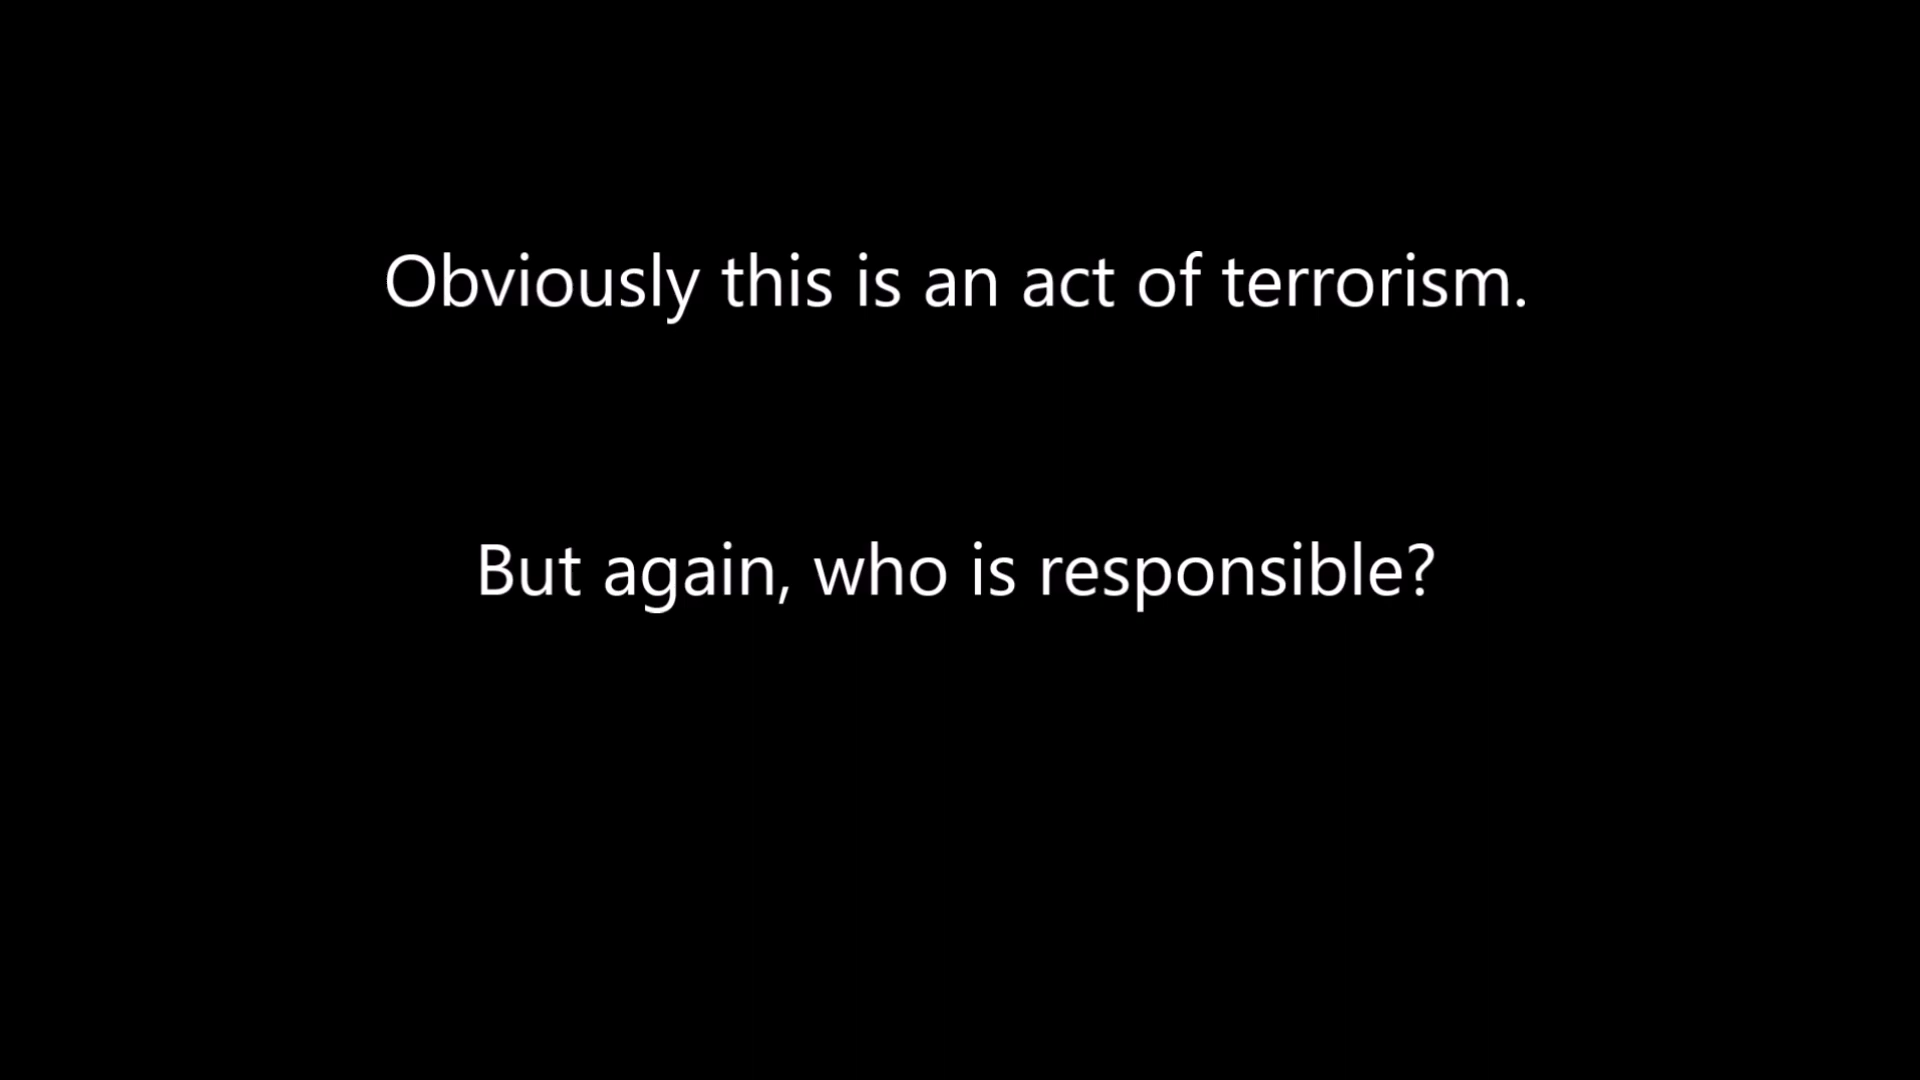 Obviously this is an act of terrorism.
But again, who is responsible?